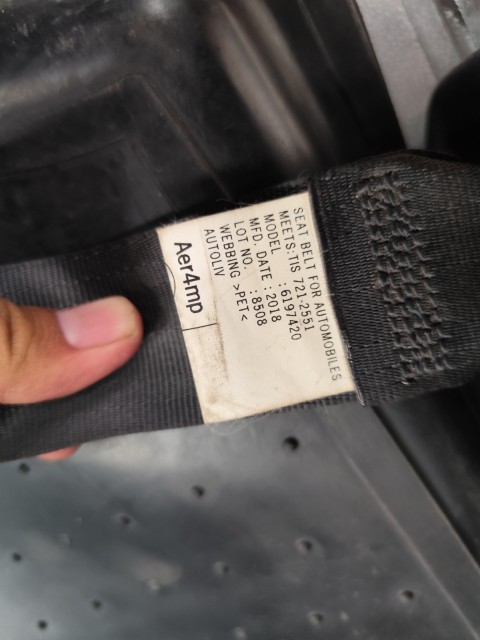 SEAT BELT FOR AUTOMOBILES
MEETS:TIS 721-2551
MODEL : 6197420
MFD. DATE : 2018
LOT NO. : 8508
WEBBING >PET<
AUTOLIV
Aer4mp